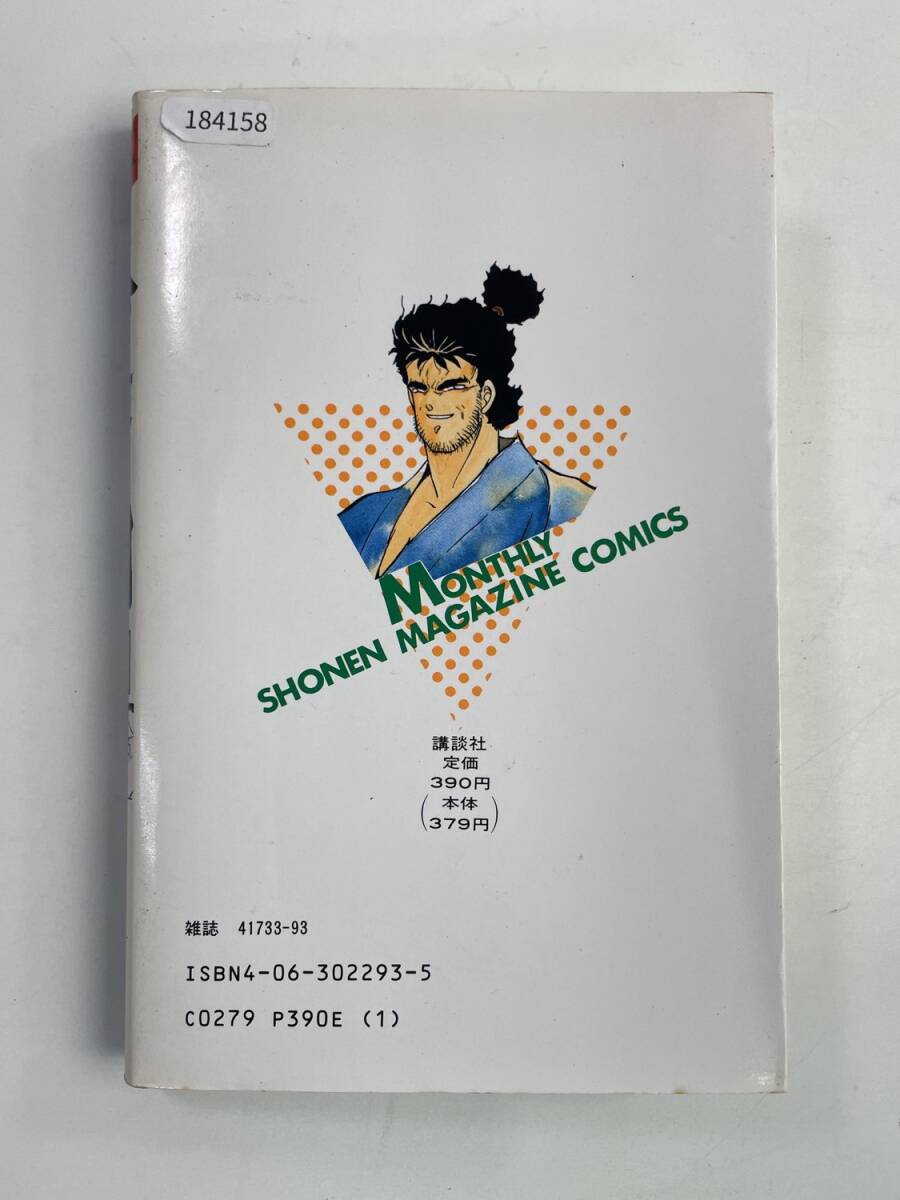 184158
MONTHLY
SHONEN MAGAZINE COMICS
講談社
定価
390円
(本体
379円)
雑誌 41733-93
ISBN4-06-302293-5
C0279 P390E (1)